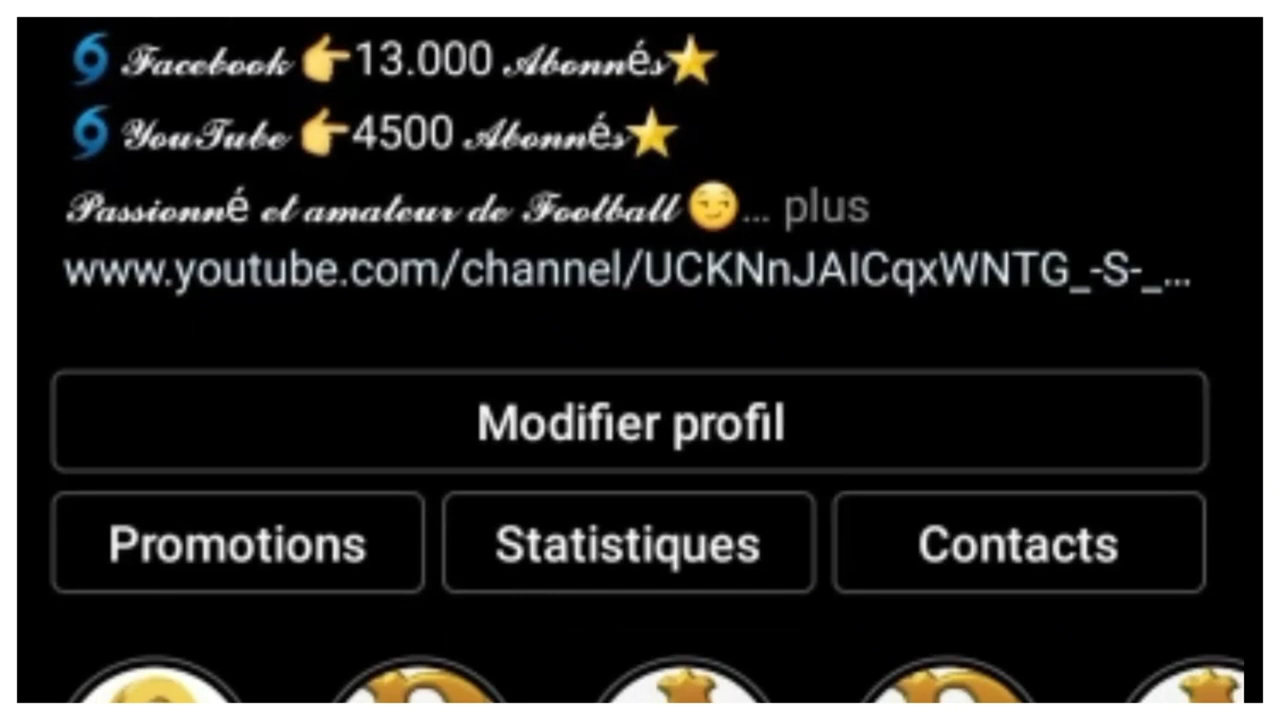 🌀 Facebook 👉13.000 Abonnés⭐
🌀 YouTube 👉4500 Abonnés⭐
Passionné et amateur de Football 😏... plus
www.youtube.com/channel/UCKNnJAICqxWNTG_-S-_...
Modifier profil
Promotions
Statistiques
Contacts